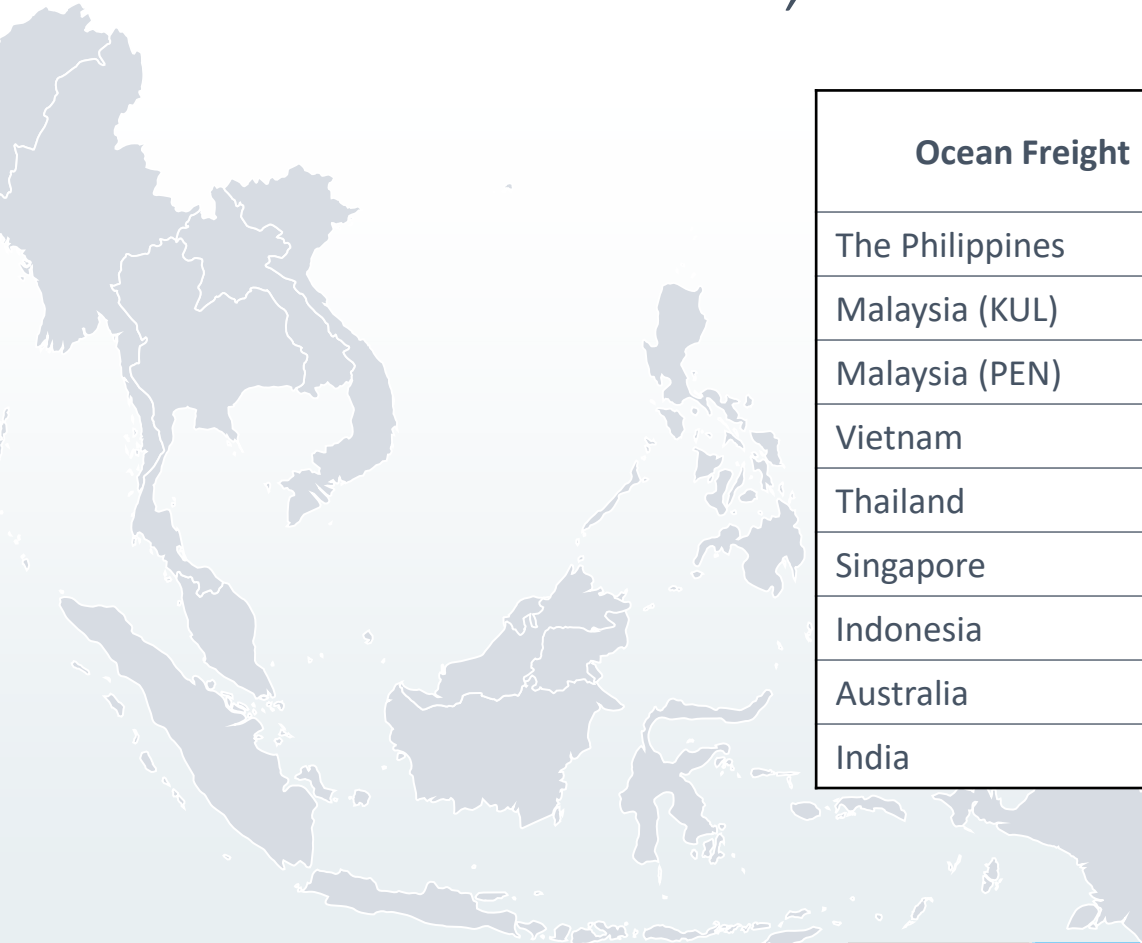 Ocean Freight
The Philippines
Malaysia (KUL)
Malaysia (PEN)
Vietnam
Thailand
Singapore
Indonesia
Australia
India